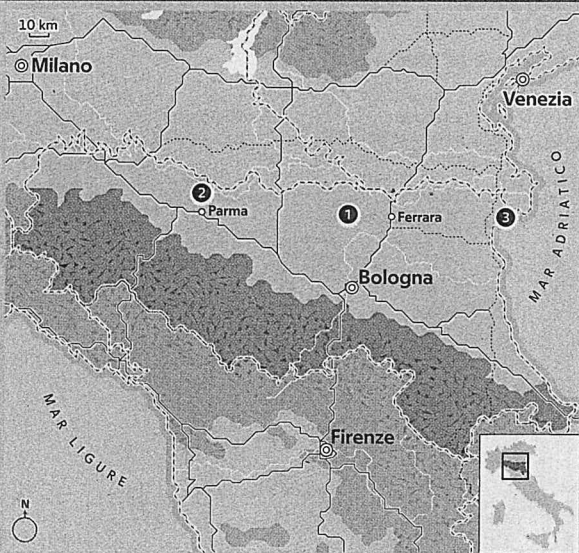 10 km
Milano
Venezia
2
Parma
1
Ferrara
3
MAR ADRIATICO
Bologna
MAR LIGURE
Firenze
N